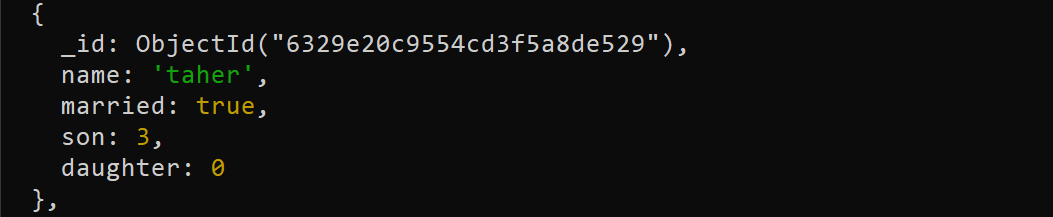 {
_id: ObjectId("6329e20c9554cd3f5a8de529"),
name: 'taher',
married: true,
son: 3,
daughter: 0
},